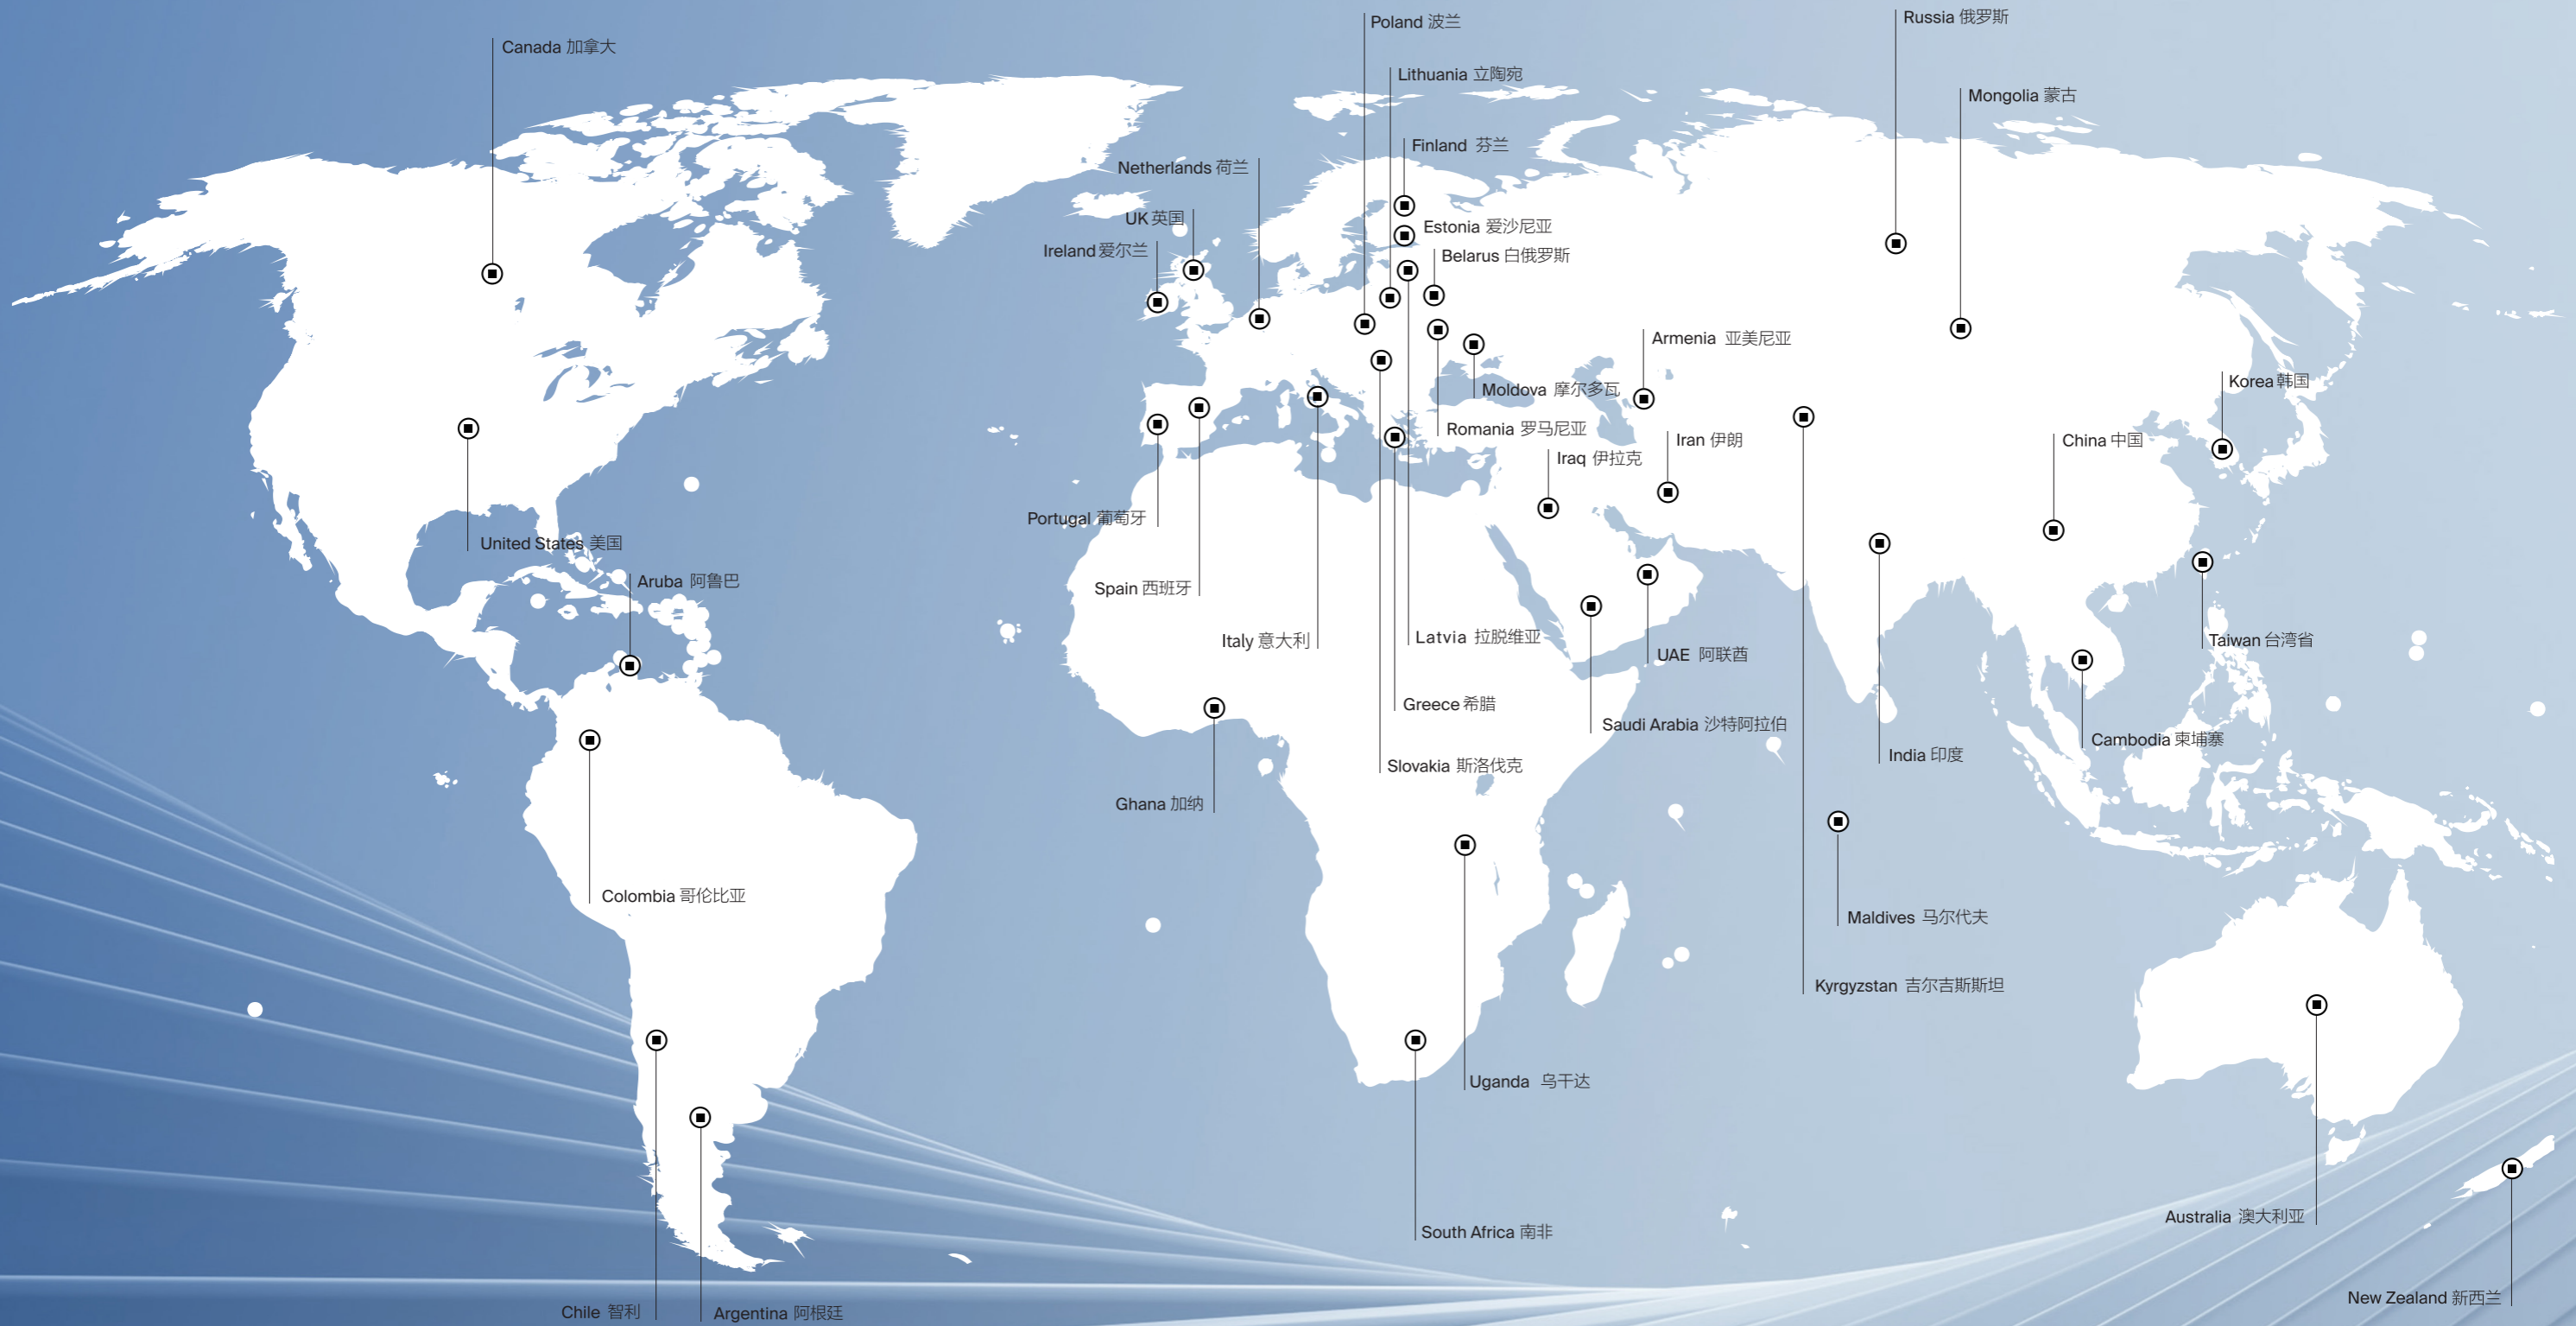 Russia 俄罗斯
Poland 波兰
Canada 加拿大
Lithuania 立陶宛
Mongolia 蒙古
Finland 芬兰
Netherlands 荷兰
UK 英国
Estonia 爱沙尼亚
Ireland 爱尔兰
Belarus 白俄罗斯
Armenia 亚美尼亚
Korea 韩国
Moldova 摩尔多瓦
Romania 罗马尼亚
Iran 伊朗
China 中国
Iraq 伊拉克
Portugal 葡萄牙
United States 美国
Aruba 阿鲁巴
Spain 西班牙
Latvia 拉脱维亚
Italy 意大利
Taiwan 台湾省
UAE 阿联酋
Greece 希腊
Saudi Arabia 沙特阿拉伯
Cambodia 柬埔寨
India 印度
Slovakia 斯洛伐克
Ghana 加纳
Colombia 哥伦比亚
Maldives 马尔代夫
Kyrgyzstan 吉尔吉斯斯坦
Uganda 乌干达
Australia 澳大利亚
South Africa 南非
New Zealand 新西兰
Chile 智利
Argentina 阿根廷